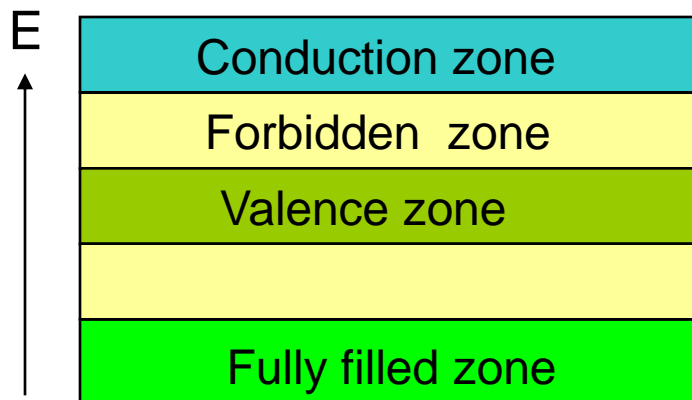 E
Conduction zone
Forbidden zone
Valence zone
Fully filled zone